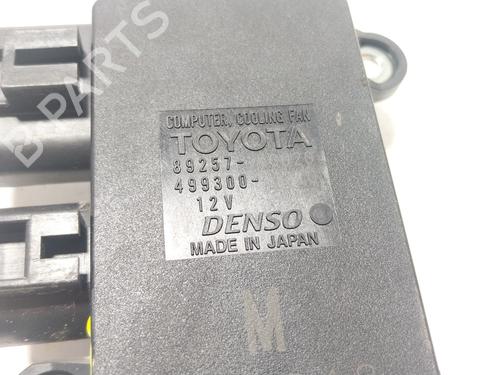 B-PARTS
COMPUTER, COOLING FAN
TOYOTA
89257-
499300-
12V
DENSO
MADE IN JAPAN
M